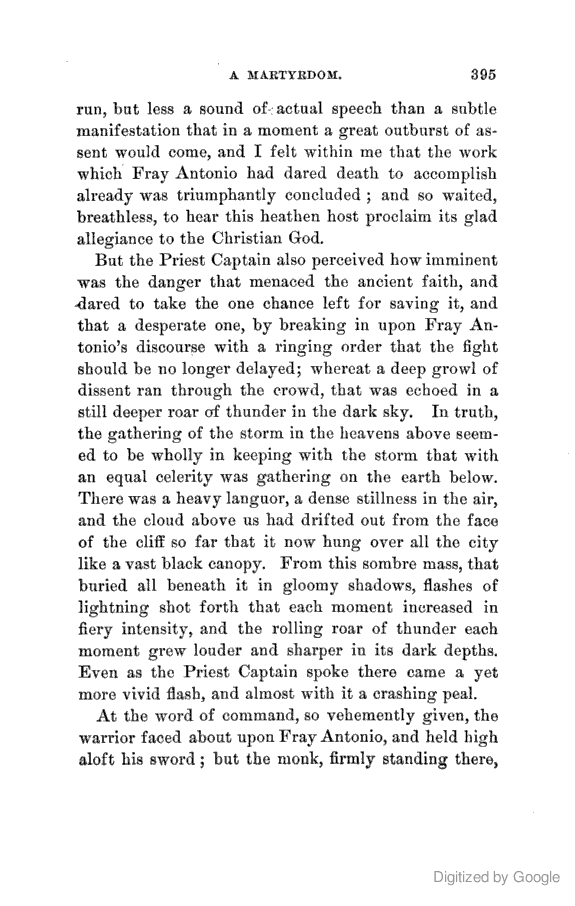 A MARTYRDOM. 395
run, but less a sound of actual speech than a subtle
manifestation that in a moment a great outburst of as-
sent would come, and I felt within me that the work
which Fray Antonio had dared death to accomplish
already was triumphantly concluded ; and so waited,
breathless, to hear this heathen host proclaim its glad
allegiance to the Christian God.
But the Priest Captain also perceived how imminent
was the danger that menaced the ancient faith, and
dared to take the one chance left for saving it, and
that a desperate one, by breaking in upon Fray An-
tonio's discourse with a ringing order that the fight
should be no longer delayed; whereat a deep growl of
dissent ran through the crowd, that was echoed in a
still deeper roar of thunder in the dark sky. In truth,
the gathering of the storm in the heavens above seem-
ed to be wholly in keeping with the storm that with
an equal celerity was gathering on the earth below.
There was a heavy languor, a dense stillness in the air,
and the cloud above us had drifted out from the face
of the cliff so far that it now hung over all the city
like a vast black canopy. From this sombre mass, that
buried all beneath it in gloomy shadows, flashes of
lightning shot forth that each moment increased in
fiery intensity, and the rolling roar of thunder each
moment grew louder and sharper in its dark depths.
Even as the Priest Captain spoke there came a yet
more vivid flash, and almost with it a crashing peal.
At the word of command, so vehemently given, the
warrior faced about upon Fray Antonio, and held high
aloft his sword ; but the monk, firmly standing there,
Digitized by Google